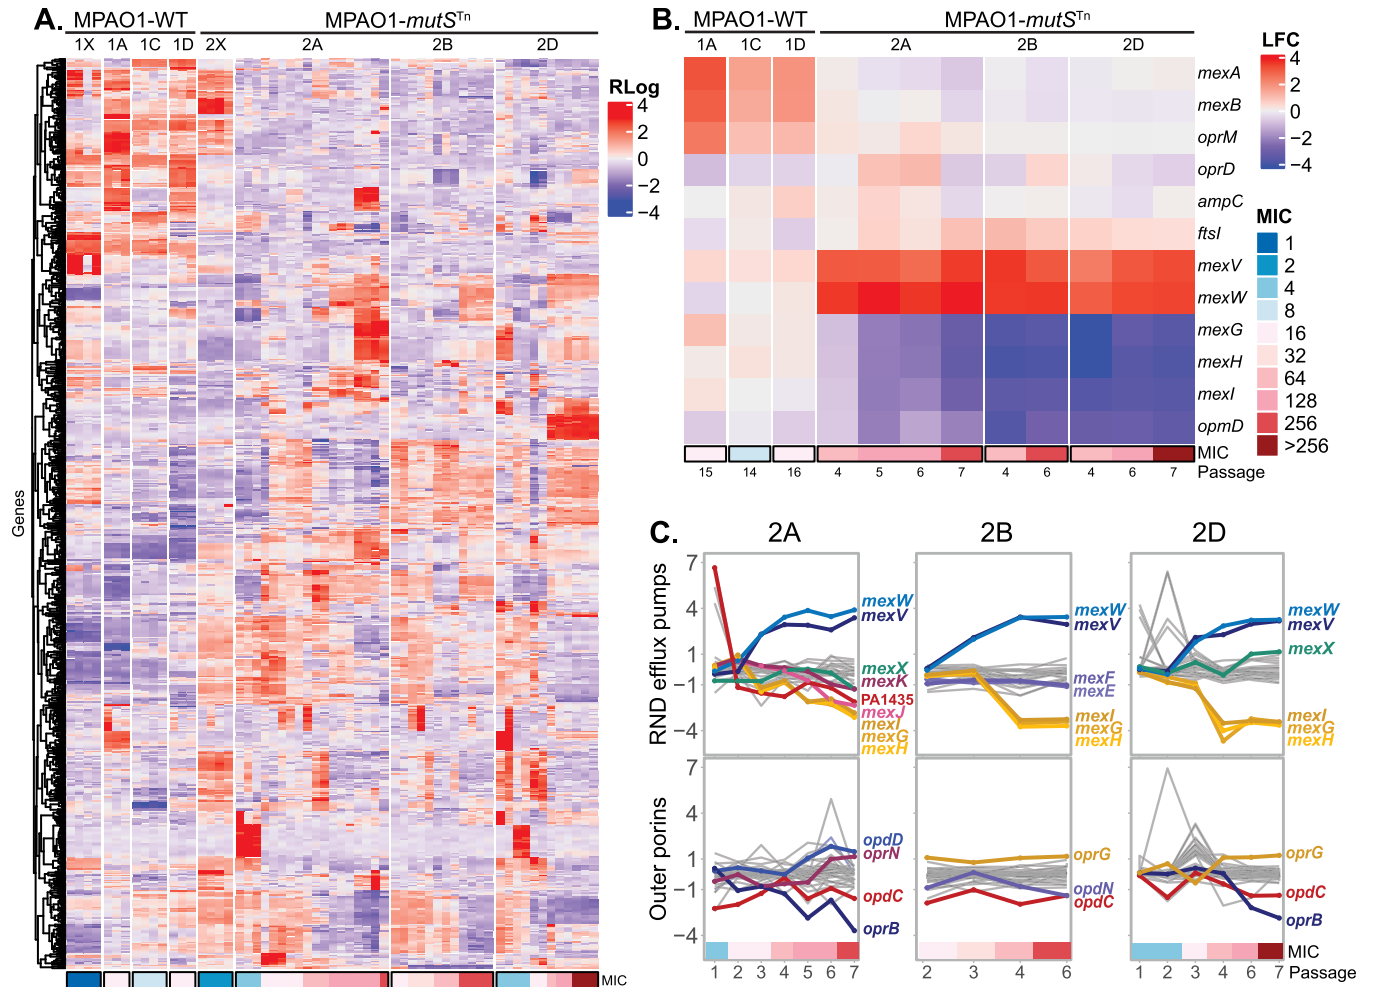 A.
MPAO1-WT
MPAO1-mutSTn
1X 1A 1C 1D 2X 2A 2B 2D
RLog
4
2
0
−2
−4
Genes
MIC
B.
MPAO1-WT
MPAO1-mutSTn
1A 1C 1D 2A 2B 2D
mexA
mexB
oprM
oprD
ampC
ftsI
mexV
mexW
mexG
mexH
mexI
opmD
MIC
15 14 16 4 5 6 7 4 6 4 6 7 Passage
LFC
4
2
0
−2
−4
MIC
1
2
4
8
16
32
64
128
256
>256
C.
2A 2B 2D
RND efflux pumps
7
4
1
−1
−4
mexW
mexV
mexX
mexK
PA1435
mexJ
mexI
mexG
mexH
mexW
mexV
mexF
mexE
mexI
mexG
mexH
mexW
mexV
mexX
mexI
mexG
mexH
Outer porins
7
4
1
−1
−4
opdD
oprN
opdC
oprB
oprG
opdN
opdC
oprG
opdC
oprB
MIC
1 2 3 4 5 6 7 2 3 4 6 1 2 3 4 6 7 Passage